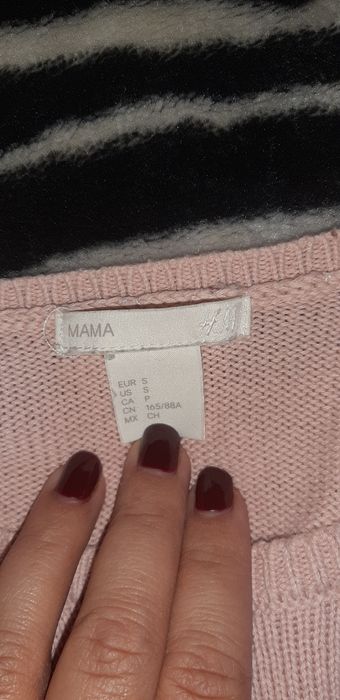 MAMA H&M
EUR S
US S
CA P
CN 165/88A
MX CH